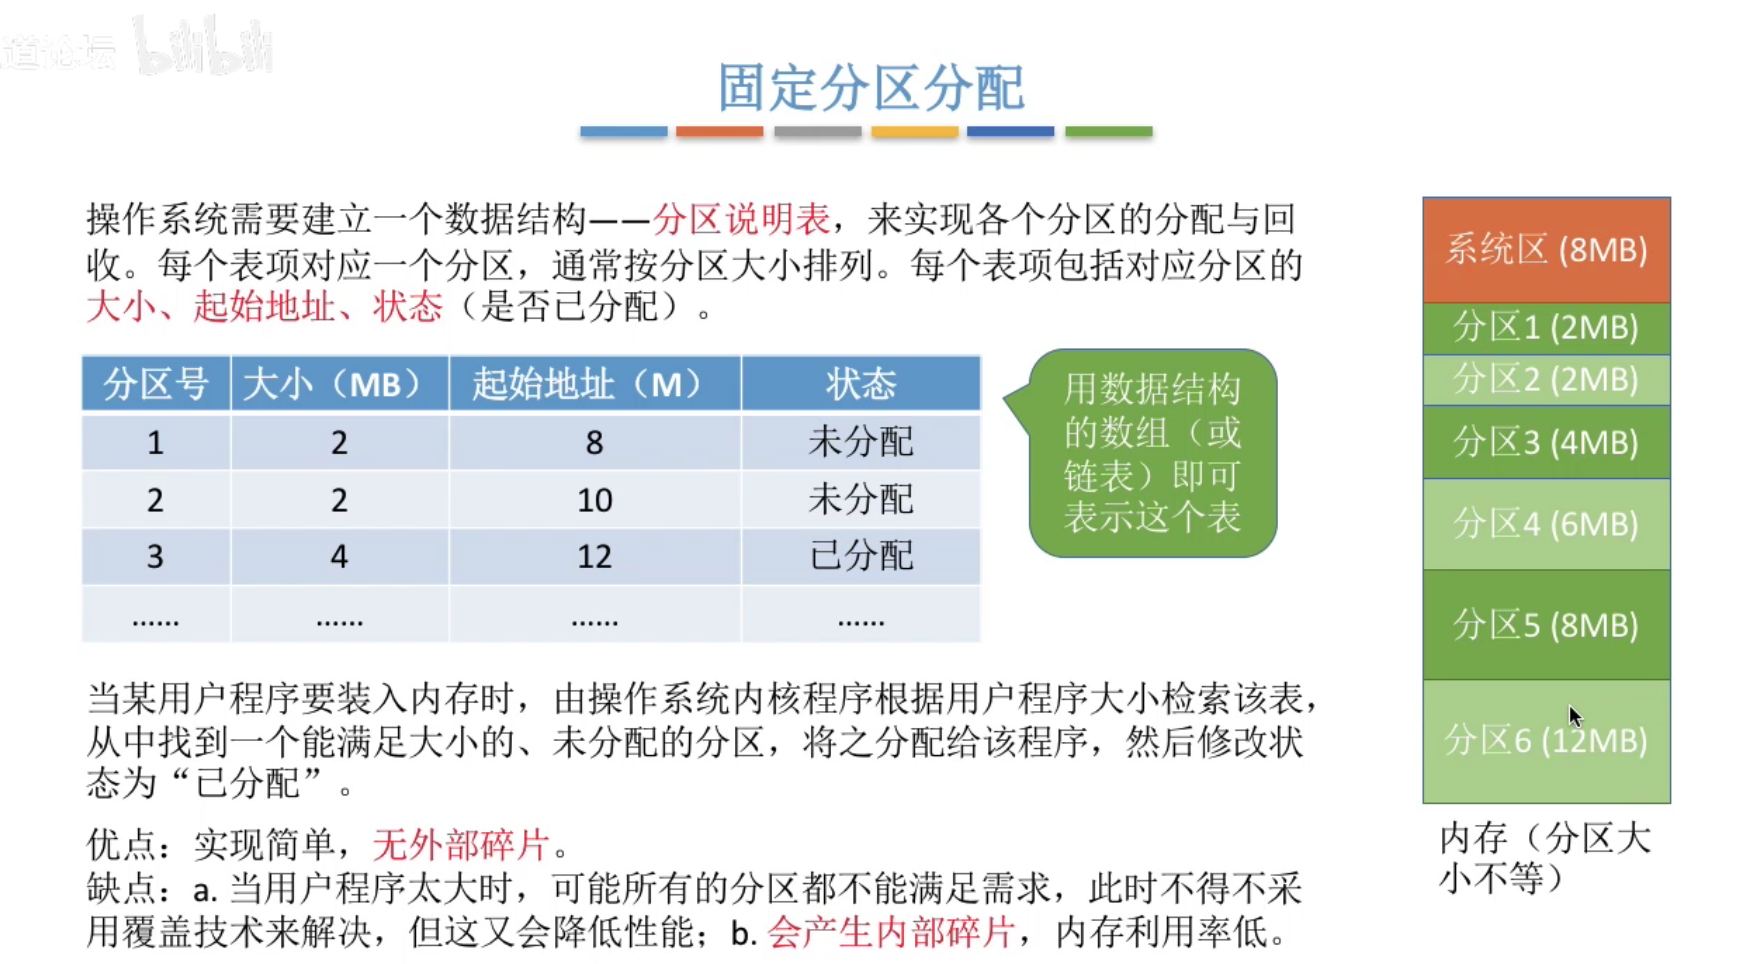 道论坛 bilibili
固定分区分配
操作系统需要建立一个数据结构——分区说明表，来实现各个分区的分配与回
收。每个表项对应一个分区，通常按分区大小排列。每个表项包括对应分区的
大小、起始地址、状态（是否已分配）。
分区号 大小（MB） 起始地址（M） 状态
1 2 8 未分配
2 2 10 未分配
3 4 12 已分配
...... ...... ...... ......
用数据结构
的数组（或
链表）即可
表示这个表
当某用户程序要装入内存时，由操作系统内核程序根据用户程序大小检索该表，
从中找到一个能满足大小的、未分配的分区，将之分配给该程序，然后修改状
态为“已分配”。
优点：实现简单，无外部碎片。
缺点：a. 当用户程序太大时，可能所有的分区都不能满足需求，此时不得不采
用覆盖技术来解决，但这又会降低性能；b. 会产生内部碎片，内存利用率低。
系统区 (8MB)
分区1 (2MB)
分区2 (2MB)
分区3 (4MB)
分区4 (6MB)
分区5 (8MB)
分区6 (12MB)
内存（分区大
小不等）